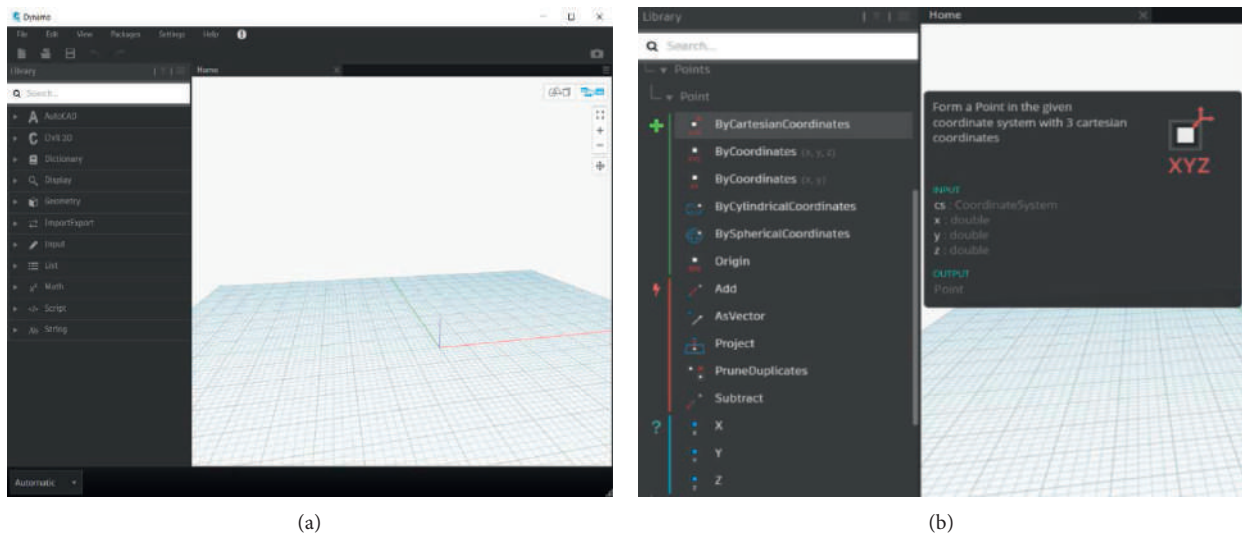 Dynamo
File Edit View Packages Settings Help
Library
Home
Search...
AutoCAD
Civil 3D
Dictionary
Display
Geometry
ImportExport
Input
List
Math
Script
String
Automatic
(a)
Library
Home
Search...
Points
Point
ByCartesianCoordinates
ByCoordinates (x, y, z)
ByCoordinates (x, y)
ByCylindricalCoordinates
BySphericalCoordinates
Origin
Add
AsVector
Project
PruneDuplicates
Subtract
? X
Y
Z
Form a Point in the given
coordinate system with 3 cartesian
coordinates
XYZ
INPUT
cs : CoordinateSystem
x : double
y : double
z : double
OUTPUT
Point
(b)